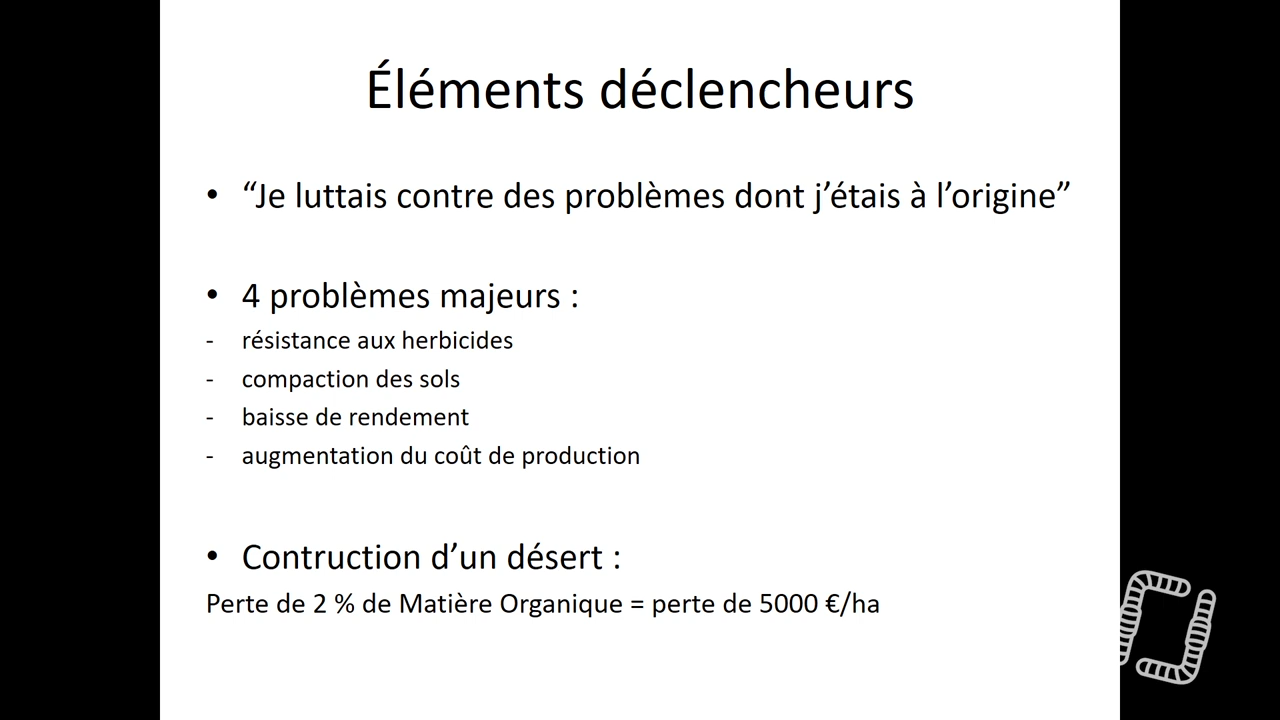 Éléments déclencheurs
• “Je luttais contre des problèmes dont j’étais à l’origine”
• 4 problèmes majeurs :
- résistance aux herbicides
- compaction des sols
- baisse de rendement
- augmentation du coût de production
• Contruction d’un désert :
Perte de 2 % de Matière Organique = perte de 5000 €/ha